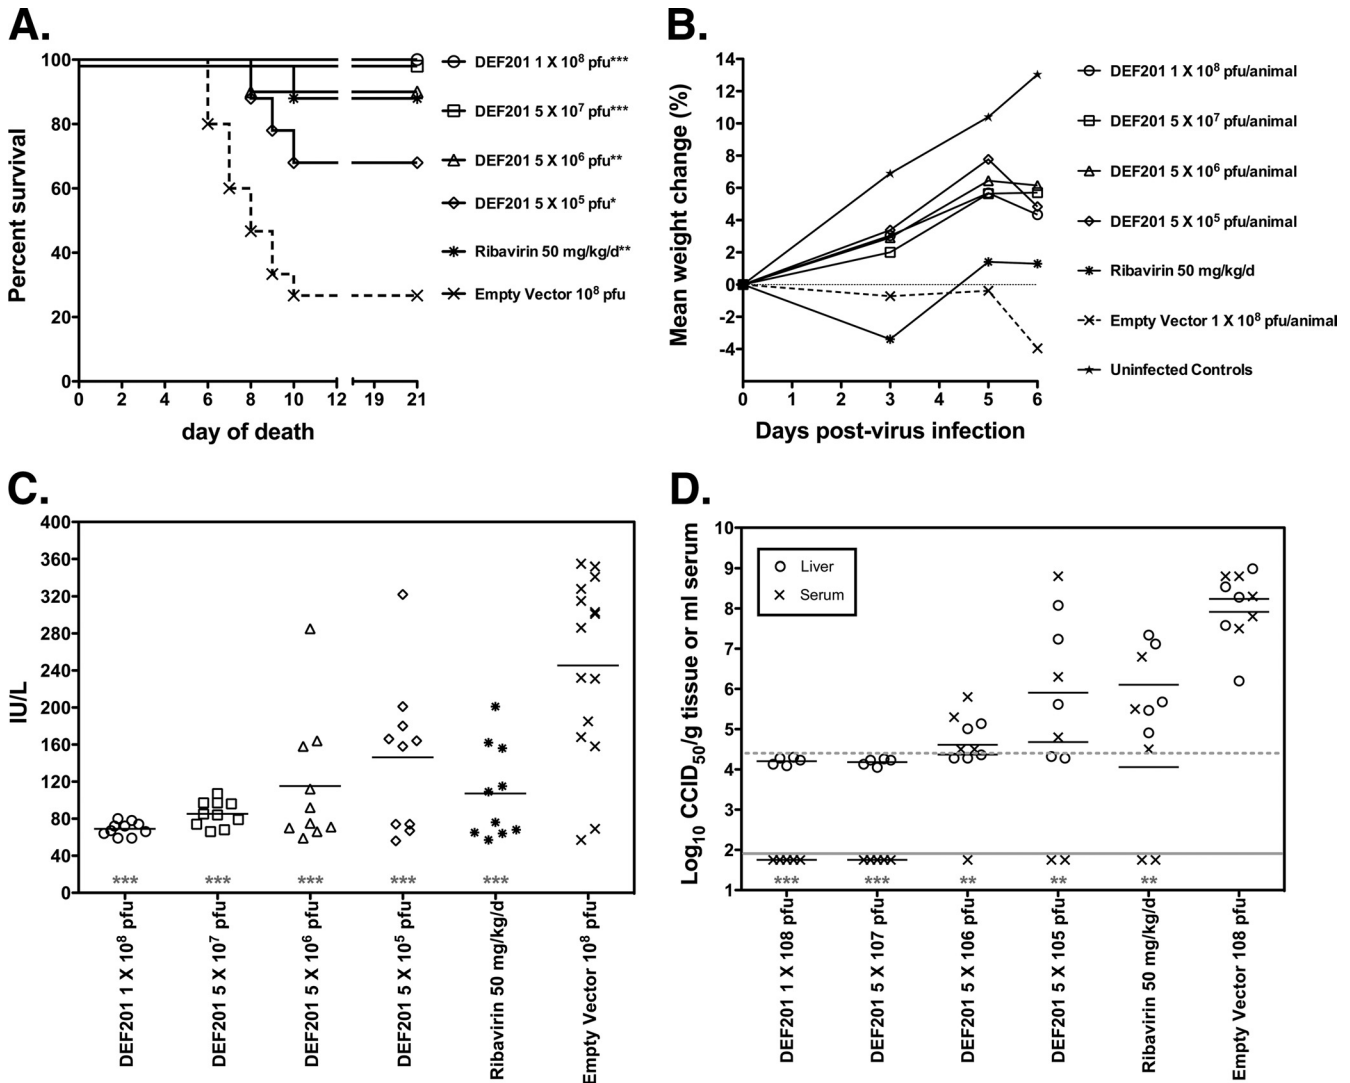 A.
Percent survival
100
80
60
40
20
0
0 2 4 6 8 10 12 19 21
day of death
DEF201 1 X 10⁸ pfu***
DEF201 5 X 10⁷ pfu***
DEF201 5 X 10⁶ pfu**
DEF201 5 X 10⁵ pfu*
Ribavirin 50 mg/kg/d**
Empty Vector 10⁸ pfu
B.
Mean weight change (%)
14
12
10
8
6
4
2
0
-2
-4
0 1 2 3 4 5 6
Days post-virus infection
DEF201 1 X 10⁸ pfu/animal
DEF201 5 X 10⁷ pfu/animal
DEF201 5 X 10⁶ pfu/animal
DEF201 5 X 10⁵ pfu/animal
Ribavirin 50 mg/kg/d
Empty Vector 1 X 10⁸ pfu/animal
Uninfected Controls
C.
IU/L
400
360
320
280
240
200
160
120
80
40
0
*** *** *** *** ***
DEF201 1 X 10⁸ pfu
DEF201 5 X 10⁷ pfu
DEF201 5 X 10⁶ pfu
DEF201 5 X 10⁵ pfu
Ribavirin 50 mg/kg/d
Empty Vector 10⁸ pfu
D.
Log₁₀ CCID₅₀/g tissue or ml serum
10
9
8
7
6
5
4
3
2
1
Liver
Serum
*** *** ** ** **
DEF201 1 X 108 pfu
DEF201 5 X 107 pfu
DEF201 5 X 106 pfu
DEF201 5 X 105 pfu
Ribavirin 50 mg/kg/d
Empty Vector 108 pfu